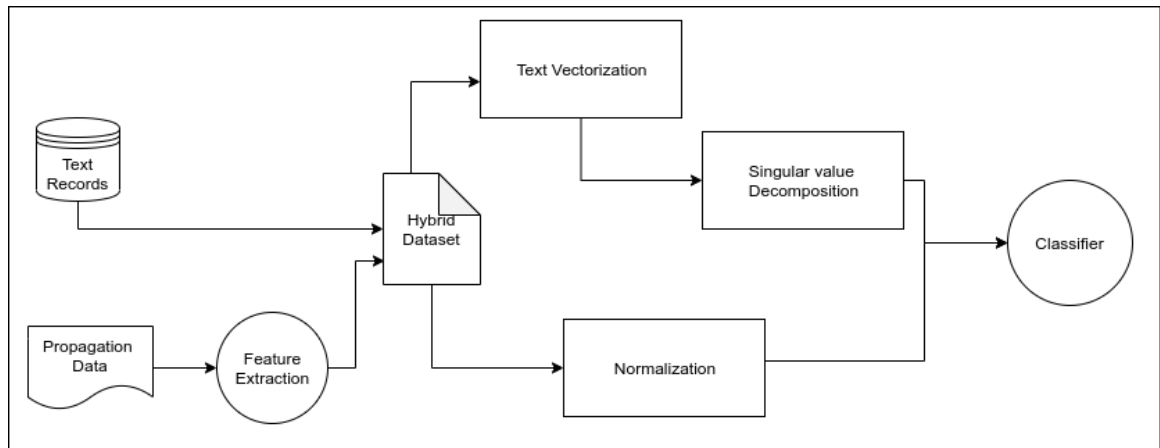 Text Vectorization
Text
Records
Singular value
Decomposition
Hybrid
Dataset
Classifier
Propagation
Data
Feature
Extraction
Normalization